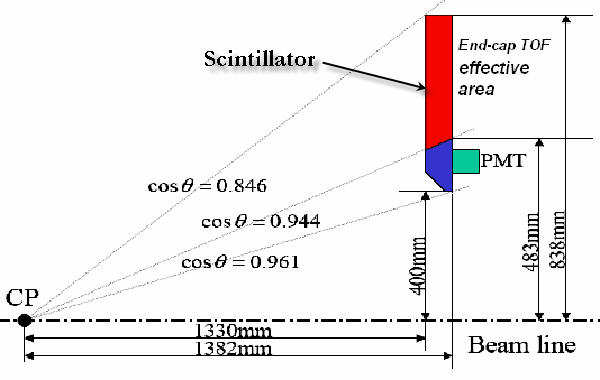 End-cap TOF
effective
area
Scintillator
PMT
cos θ = 0.846
cos θ = 0.944
cos θ = 0.961
400mm
483mm
838mm
CP
1330mm
1382mm
Beam line